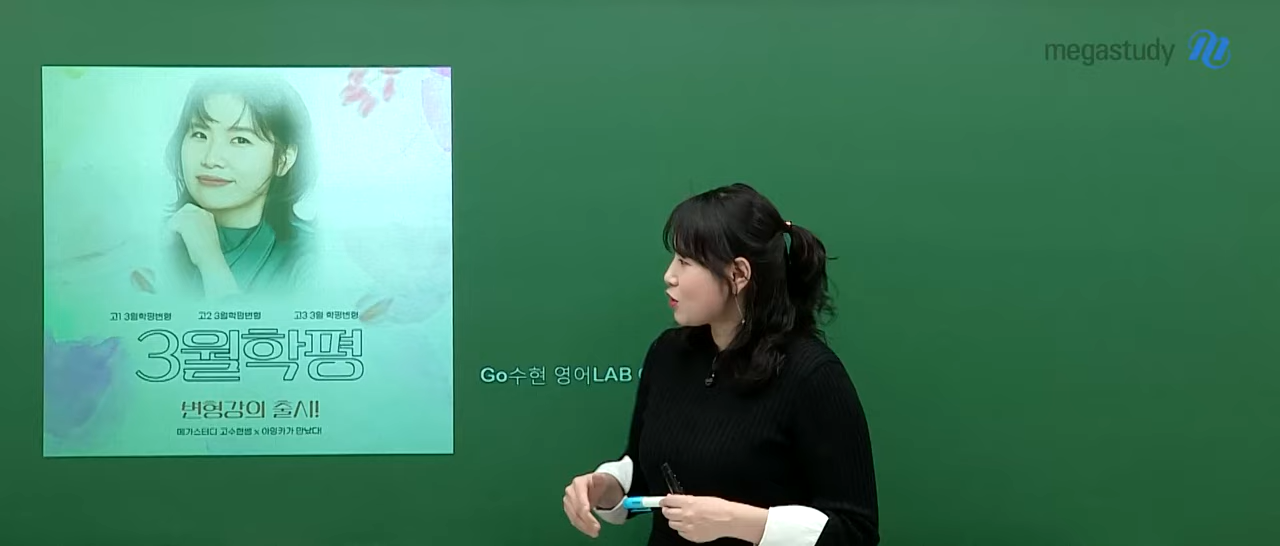 megastudy
고1 3월학평변형 고2 3월학평변형 고3 3월 학평변형
3월학평
변형강의 출시!
메가스터디 고수현쌤 x 아잉카가 만났다!
Go수현 영어LAB